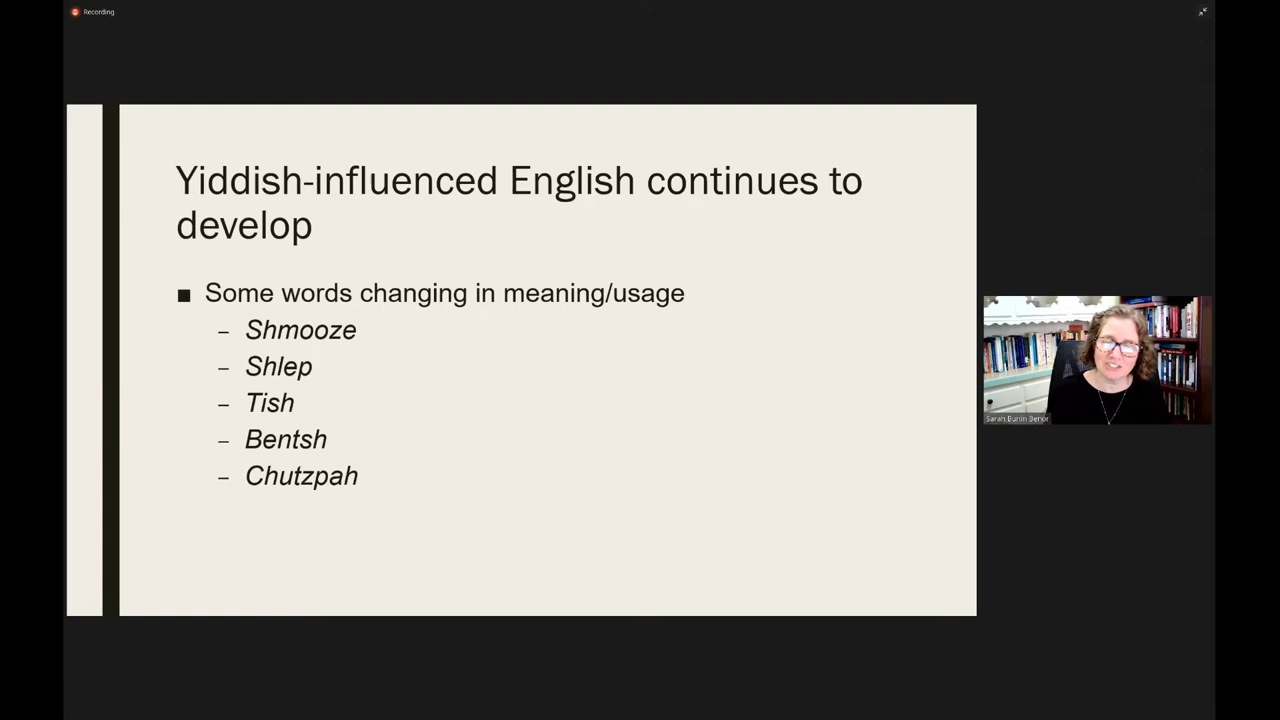 Recording
Yiddish-influenced English continues to
develop
■ Some words changing in meaning/usage
– Shmooze
– Shlep
– Tish
– Bentsh
– Chutzpah
Sarah Bunin Benor